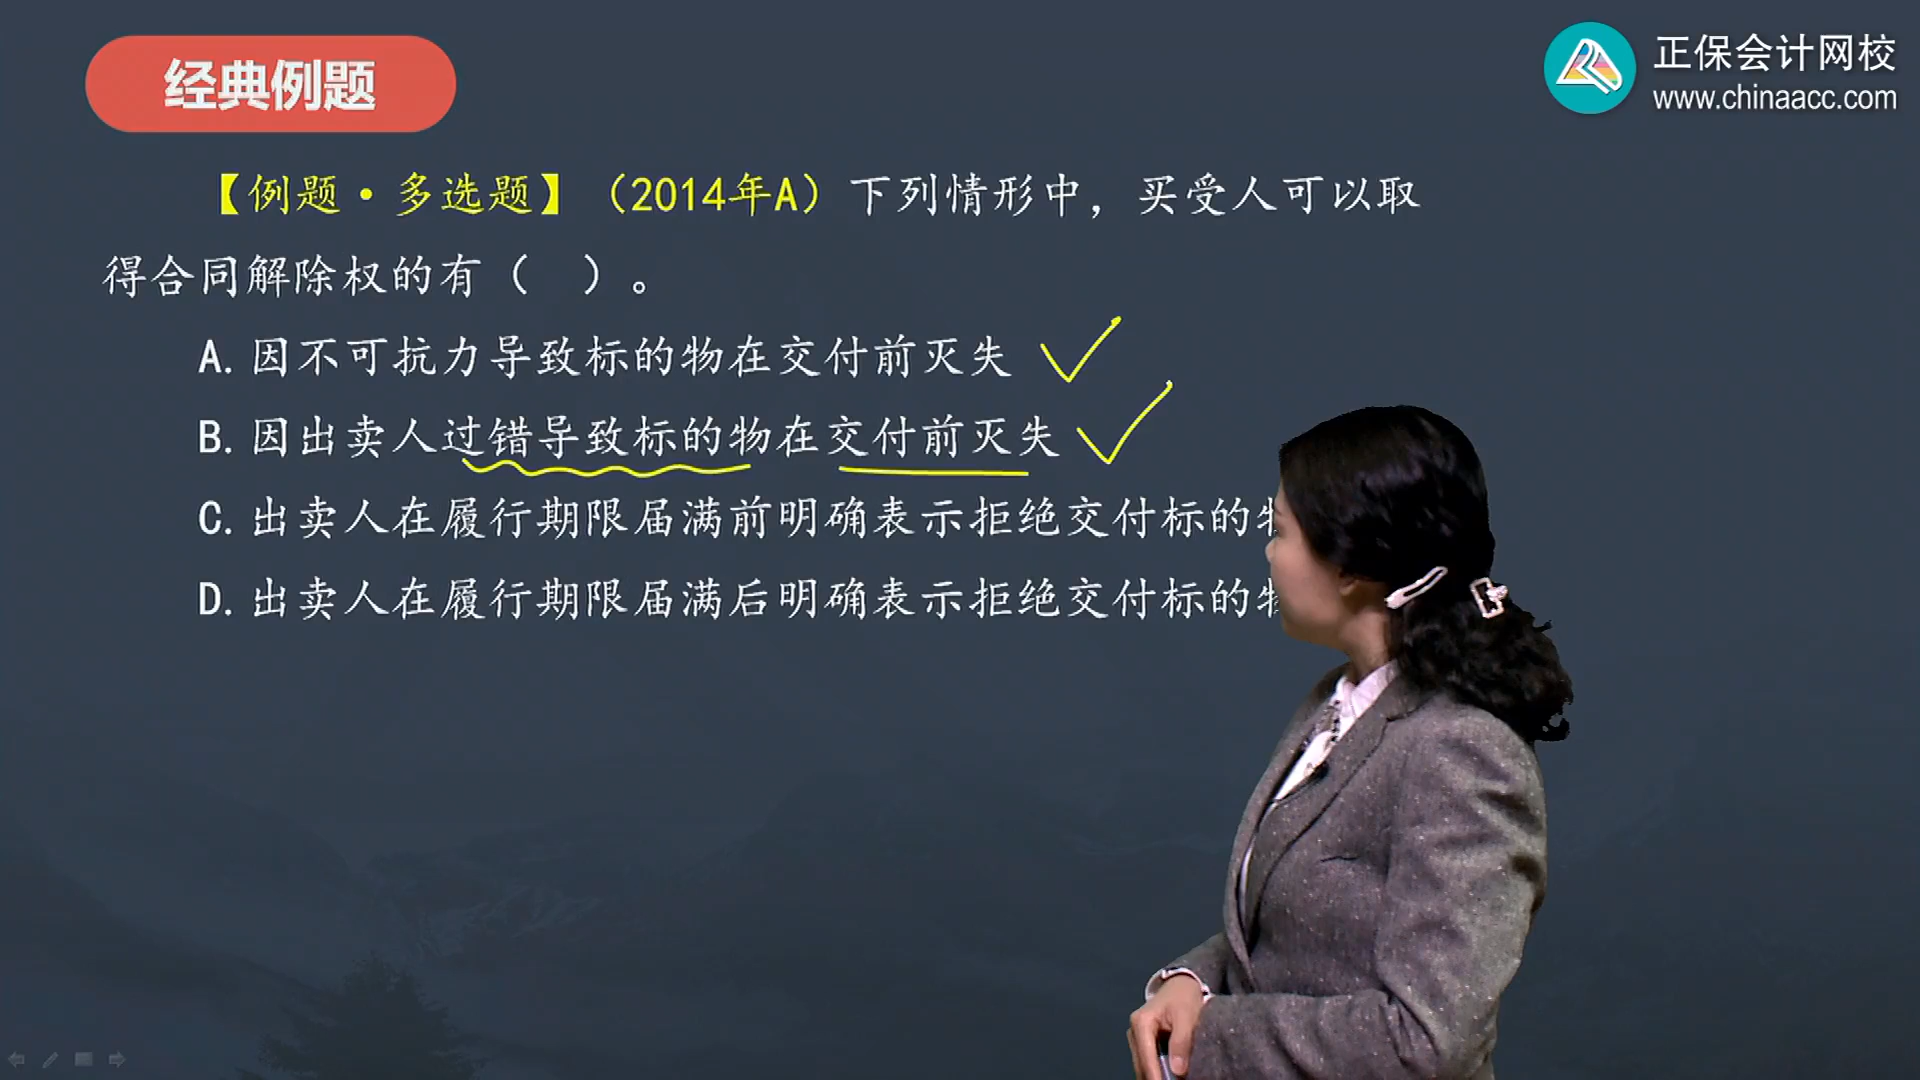 经典例题
正保会计网校
www.chinaacc.com
【例题·多选题】（2014年A）下列情形中，买受人可以取
得合同解除权的有（ ）。
A.因不可抗力导致标的物在交付前灭失
B.因出卖人过错导致标的物在交付前灭失
C.出卖人在履行期限届满前明确表示拒绝交付标的
D.出卖人在履行期限届满后明确表示拒绝交付标的